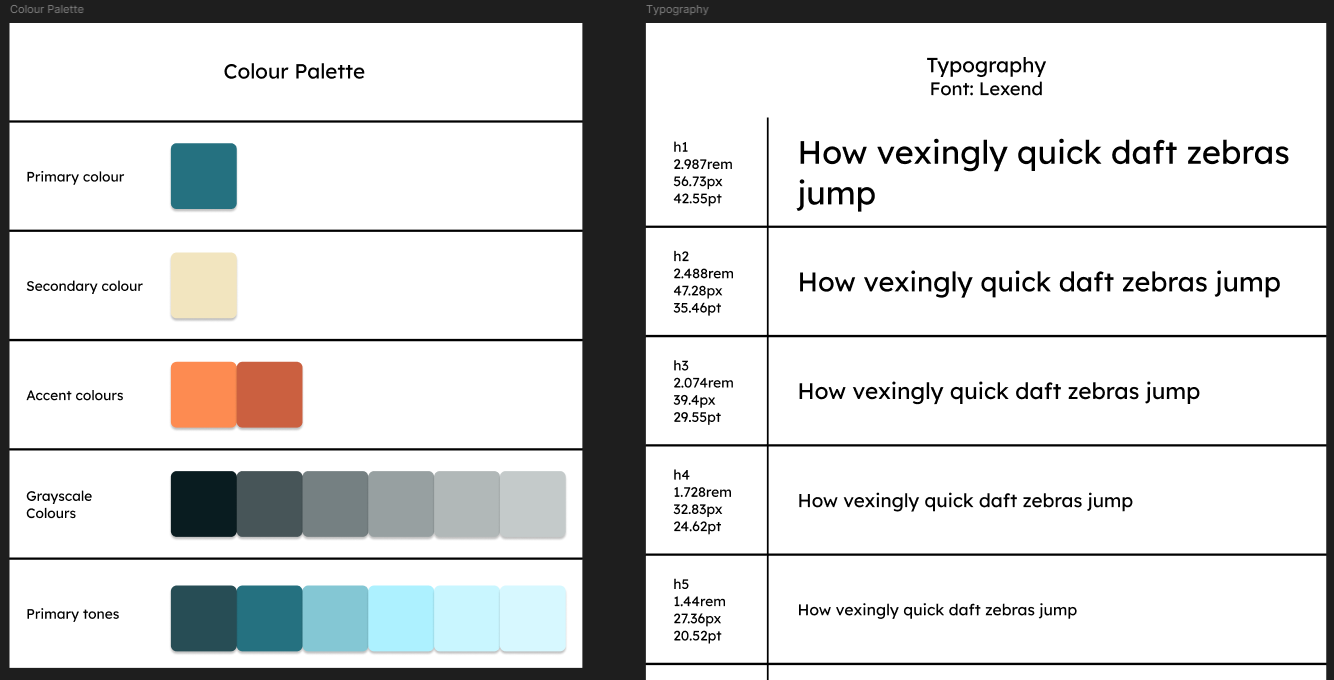 Colour Palette
Colour Palette
Primary colour
Secondary colour
Accent colours
Grayscale
Colours
Primary tones
Typography
Typography
Font: Lexend
h1
2.987rem
56.73px
42.55pt
How vexingly quick daft zebras
jump
h2
2.488rem
47.28px
35.46pt
How vexingly quick daft zebras jump
h3
2.074rem
39.4px
29.55pt
How vexingly quick daft zebras jump
h4
1.728rem
32.83px
24.62pt
How vexingly quick daft zebras jump
h5
1.44rem
27.36px
20.52pt
How vexingly quick daft zebras jump